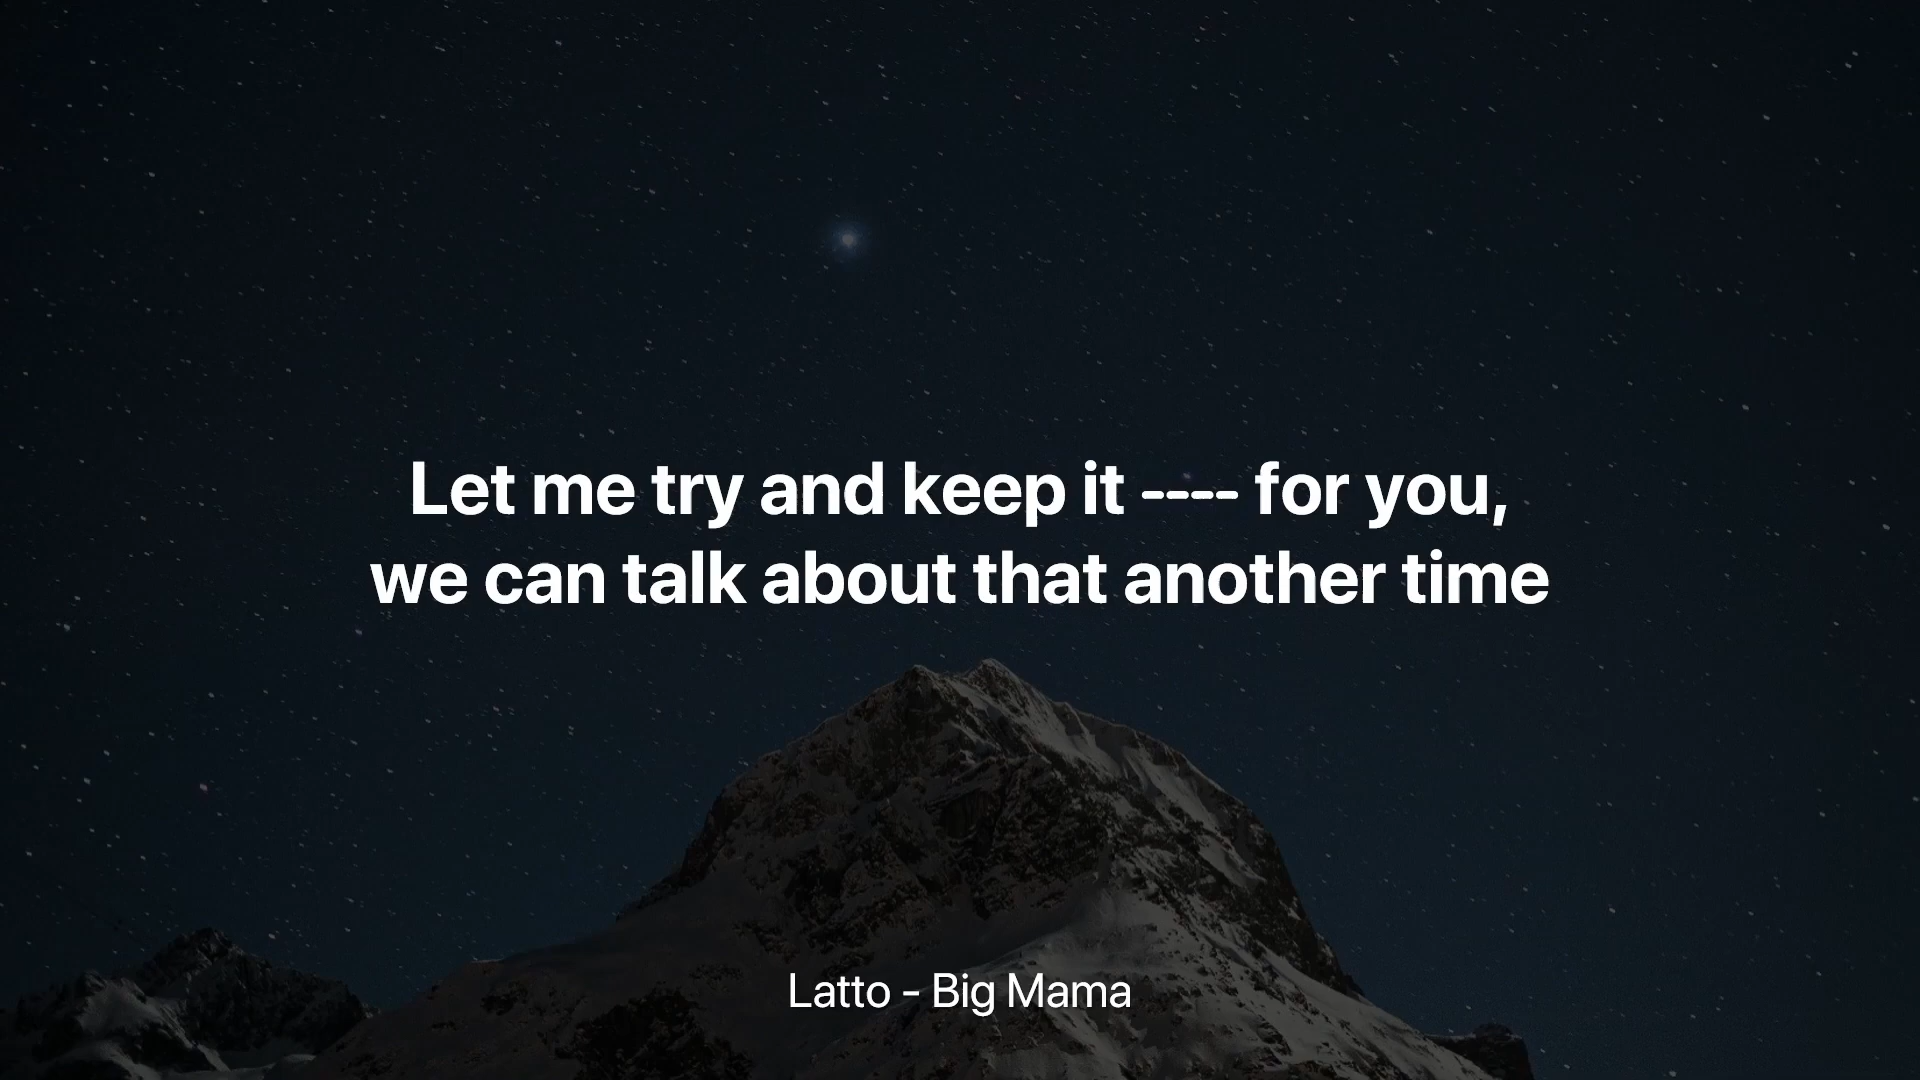 Let me try and keep it ---- for you,
we can talk about that another time
Latto - Big Mama